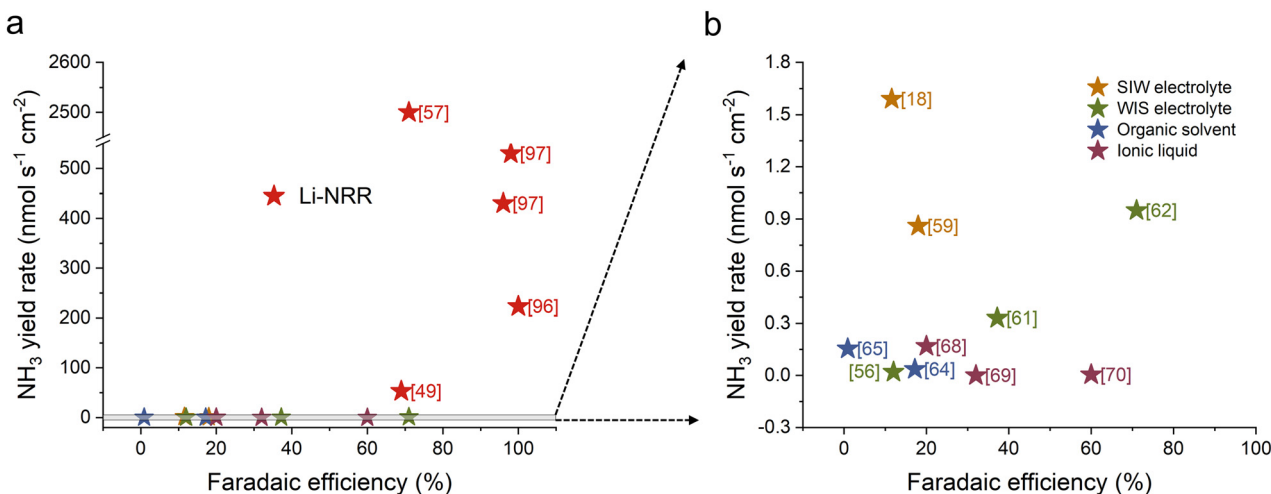 a
NH₃ yield rate (nmol s⁻¹ cm⁻²)
2600
2500
500
400
300
200
100
0
[57]
[97]
Li-NRR
[97]
[96]
[49]
0 20 40 60 80 100
Faradaic efficiency (%)
b
NH₃ yield rate (nmol s⁻¹ cm⁻²)
1.8
1.5
1.2
0.9
0.6
0.3
0.0
-0.3
SIW electrolyte
WIS electrolyte
Organic solvent
Ionic liquid
[18]
[62]
[59]
[61]
[65] [68]
[56] [64] [69] [70]
0 20 40 60 80 100
Faradaic efficiency (%)